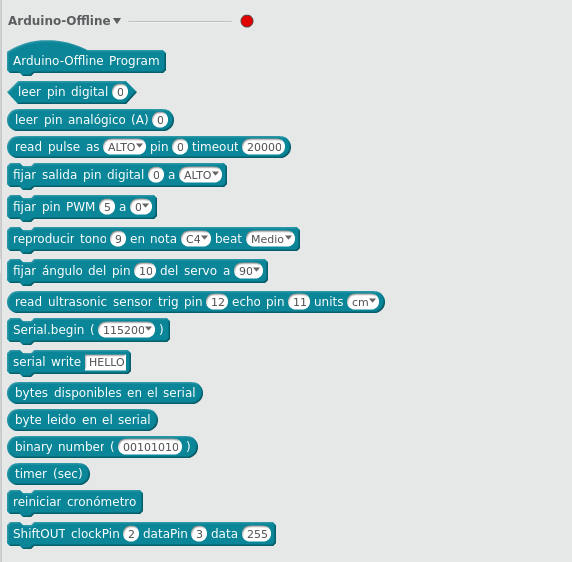 Arduino-Offline
Arduino-Offline Program
leer pin digital 0
leer pin analógico (A) 0
read pulse as ALTO pin 0 timeout 20000
fijar salida pin digital 0 a ALTO
fijar pin PWM 5 a 0
reproducir tono 9 en nota C4 beat Medio
fijar ángulo del pin 10 del servo a 90
read ultrasonic sensor trig pin 12 echo pin 11 units cm
Serial.begin ( 115200 )
serial write HELLO
bytes disponibles en el serial
byte leido en el serial
binary number ( 00101010 )
timer (sec)
reiniciar cronómetro
ShiftOUT clockPin 2 dataPin 3 data 255